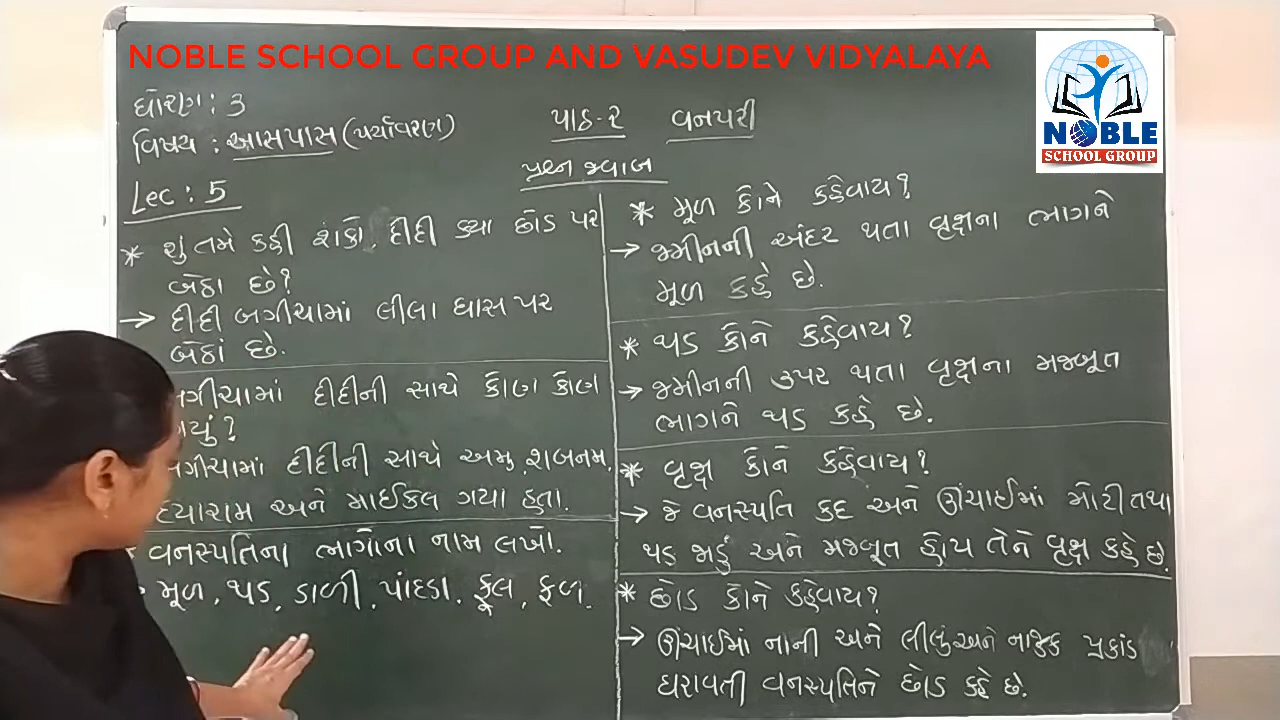 NOBLE SCHOOL GROUP AND VASUDEV VIDYALAYA
NOBLE
SCHOOL GROUP
ધોરણ : 3
વિષય : આસપાસ (પર્યાવરણ)
પાઠ-૨ વનપરી
પ્રશ્ન જવાબ
Lec : 5
* શું તમે કહી શકો, દીદી કયા છોડ પર
બેઠા છે?
→ દીદી બગીચામાં લીલા ઘાસ પર
બેઠાં છે.
દીદીની સાથે કોણ કોણ
દીદીની સાથે અમુ, શબનમ,
અને માઈકલ ગયા હતા.
વનસ્પતિના ભાગોના નામ લખો.
મૂળ, થડ, ડાળી, પાંદડા, ફૂલ, ફળ.
* મૂળ કોને કહેવાય?
→ જમીનની અંદર થતા વૃક્ષના ભાગને
મૂળ કહે છે.
* થડ કોને કહેવાય?
→ જમીનની ઉપર થતા વૃક્ષના મજબૂત
ભાગને થડ કહે છે.
* વૃક્ષ કોને કહેવાય?
→ જે વનસ્પતિ કદ અને ઊંચાઈમાં મોટી તથા
થડ જાડું અને મજબૂત હોય તેને વૃક્ષ કહે છે.
* છોડ કોને કહેવાય?
→ ઊંચાઈમાં નાની અને લીલું અને નાજુક પ્રકાંડ
ધરાવતી વનસ્પતિને છોડ કહે છે.